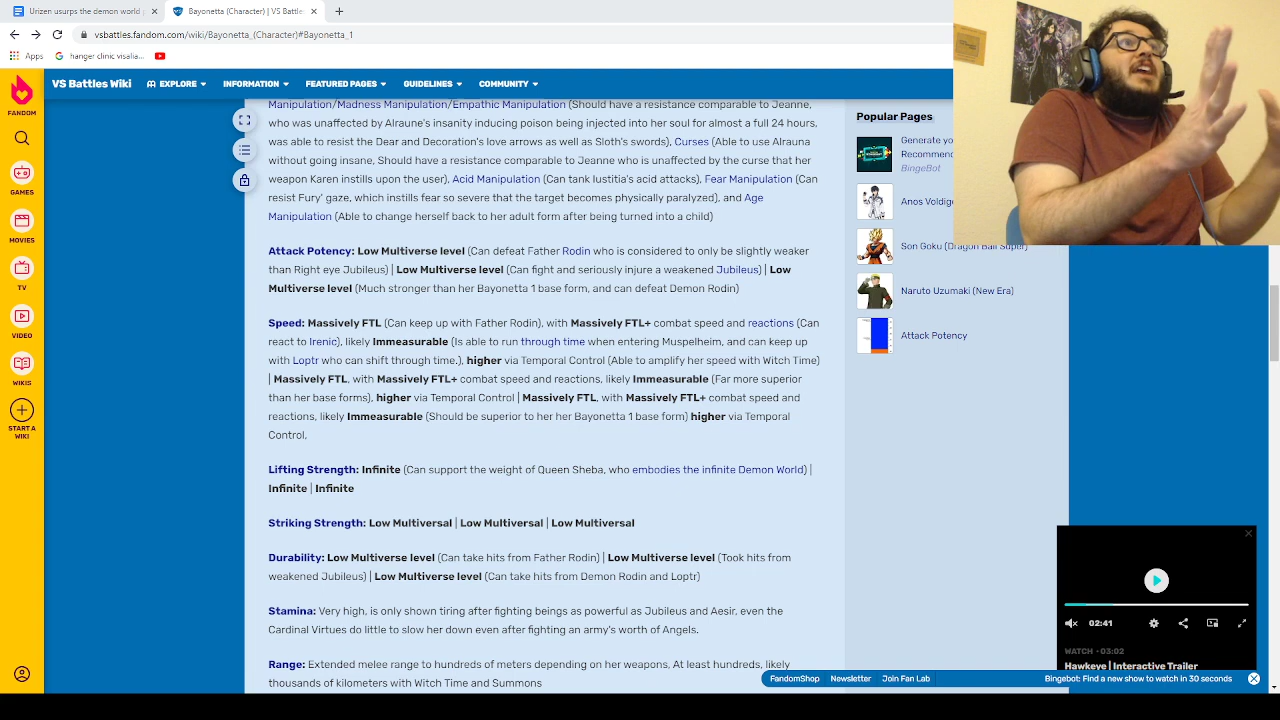 Urizen usurps the demon world
Bayonetta (Character) | VS Battle
vsbattles.fandom.com/wiki/Bayonetta_(Character)#Bayonetta_1
Apps
hanger clinic visalia...
FANDOM
GAMES
MOVIES
TV
VIDEO
WIKIS
START A
WIKI
VS Battles Wiki
EXPLORE
INFORMATION
FEATURED PAGES
GUIDELINES
COMMUNITY
Manipulation/Madness Manipulation/Empathic Manipulation (Should have a resistance comparable to Jeanne,
who was unaffected by Alraune's insanity inducing poison being injected into her soul for almost a full 24 hours,
was able to resist the Dear and Decoration's love arrows as well as Sloth's swords), Curses (Able to use Alrauna
without going insane, Should have a resistance comparable to Jeanne who is unaffected by the curse that her
weapon Karen instills upon the user), Acid Manipulation (Can tank Iustitia's acid attacks), Fear Manipulation (Can
resist Fury' gaze, which instills fear so severe that the target becomes physically paralyzed), and Age
Manipulation (Able to change herself back to her adult form after being turned into a child)
Attack Potency: Low Multiverse level (Can defeat Father Rodin who is considered to only be slightly weaker
than Right eye Jubileus) | Low Multiverse level (Can fight and seriously injure a weakened Jubileus) | Low
Multiverse level (Much stronger than her Bayonetta 1 base form, and can defeat Demon Rodin)
Speed: Massively FTL (Can keep up with Father Rodin), with Massively FTL+ combat speed and reactions (Can
react to Irenic), likely Immeasurable (Is able to run through time when entering Muspelheim, and can keep up
with Loptr who can shift through time.), higher via Temporal Control (Able to amplify her speed with Witch Time)
| Massively FTL, with Massively FTL+ combat speed and reactions, likely Immeasurable (Far more superior
than her base forms), higher via Temporal Control | Massively FTL, with Massively FTL+ combat speed and
reactions, likely Immeasurable (Should be superior to her her Bayonetta 1 base form) higher via Temporal
Control.
Lifting Strength: Infinite (Can support the weight of Queen Sheba, who embodies the infinite Demon World) |
Infinite | Infinite
Striking Strength: Low Multiversal | Low Multiversal | Low Multiversal
Durability: Low Multiverse level (Can take hits from Father Rodin) | Low Multiverse level (Took hits from
weakened Jubileus) | Low Multiverse level (Can take hits from Demon Rodin and Loptr)
Stamina: Very high, is only shown tiring after fighting beings as powerful as Jubileus and Aesir, even the
Cardinal Virtues do little to slow her down even after fighting an army's worth of Angels.
Range: Extended melee range to hundreds of meters depending on her weapons, At least hundreds, likely
thousands of kilometers with Witch Time and Summons
Popular Pages
Generate yo
Recommenc
BingeBot
Anos Voldig
Son Goku (Dragon Ball Super)
Naruto Uzumaki (New Era)
Attack Potency
02:41
WATCH • 03:02
Hawkeye | Interactive Trailer
FandomShop
Newsletter
Join Fan Lab
Bingebot: Find a new show to watch in 30 seconds